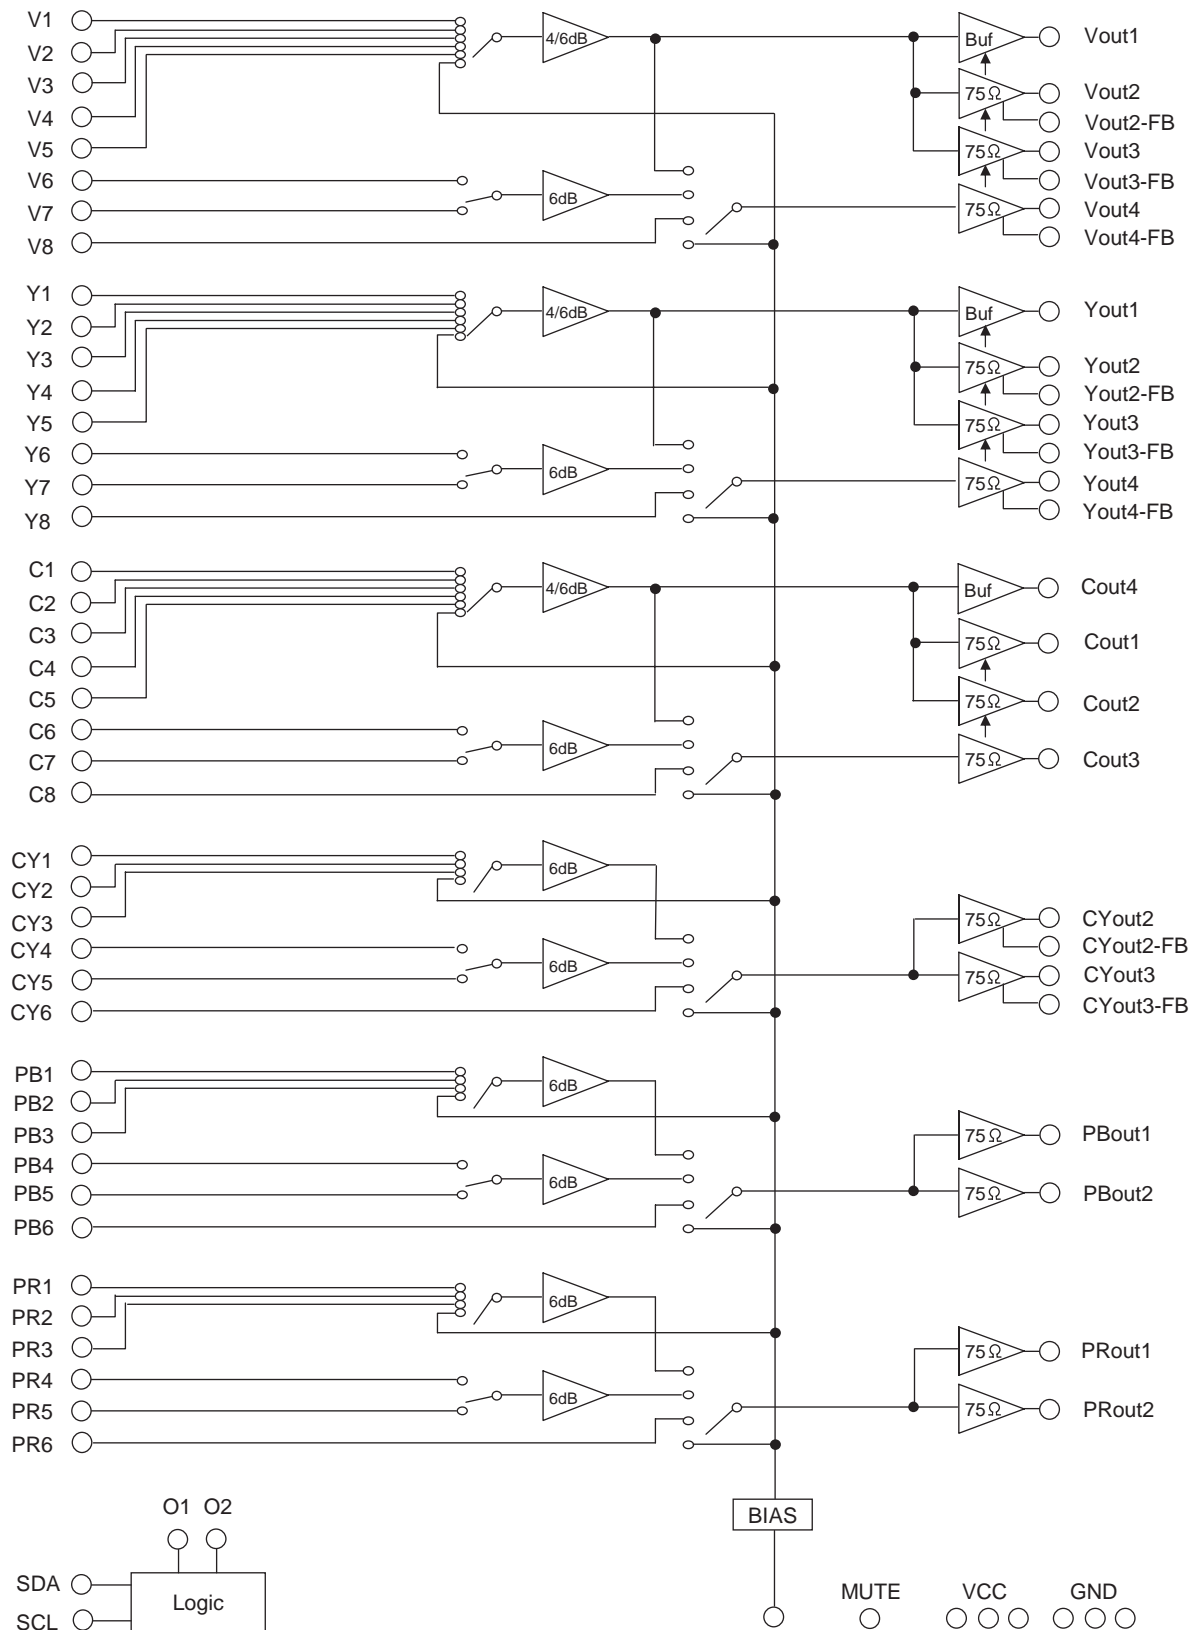 V1
V2
V3
V4
V5
V6
V7
V8
4/6dB
6dB
Buf
75Ω
75Ω
75Ω
Vout1
Vout2
Vout2-FB
Vout3
Vout3-FB
Vout4
Vout4-FB
Y1
Y2
Y3
Y4
Y5
Y6
Y7
Y8
4/6dB
6dB
Buf
75Ω
75Ω
75Ω
Yout1
Yout2
Yout2-FB
Yout3
Yout3-FB
Yout4
Yout4-FB
C1
C2
C3
C4
C5
C6
C7
C8
4/6dB
6dB
Buf
75Ω
75Ω
75Ω
Cout4
Cout1
Cout2
Cout3
CY1
CY2
CY3
CY4
CY5
CY6
6dB
6dB
75Ω
75Ω
CYout2
CYout2-FB
CYout3
CYout3-FB
PB1
PB2
PB3
PB4
PB5
PB6
6dB
6dB
75Ω
75Ω
PBout1
PBout2
PR1
PR2
PR3
PR4
PR5
PR6
6dB
6dB
75Ω
75Ω
PRout1
PRout2
O1 O2
BIAS
SDA
SCL
Logic
MUTE
VCC
GND